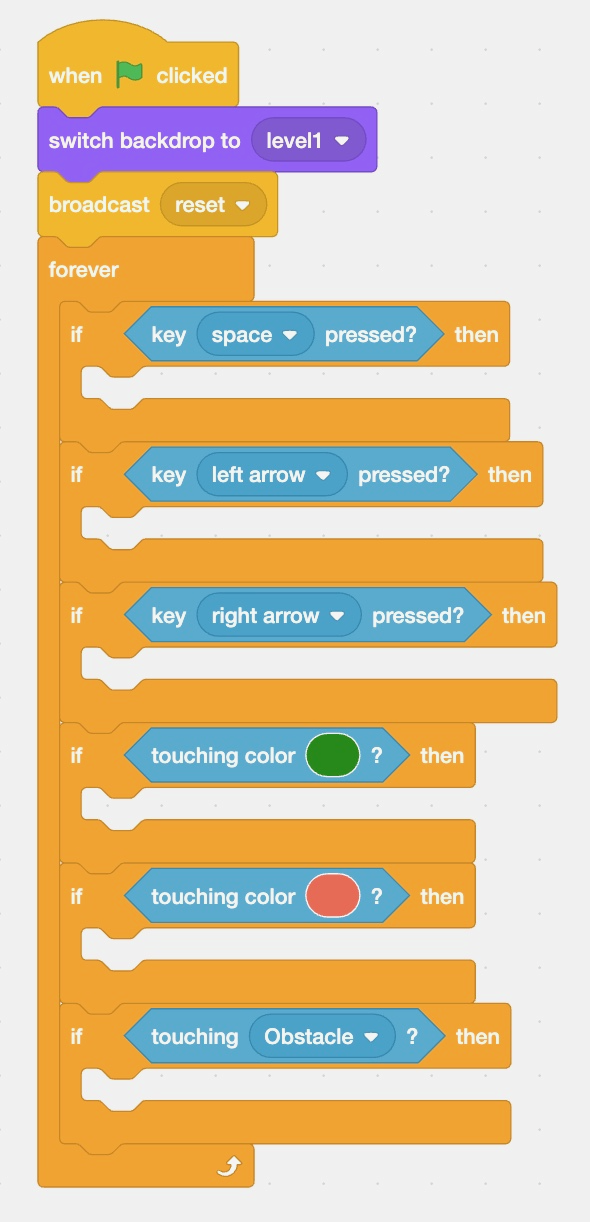 when clicked
switch backdrop to level1
broadcast reset
forever
if key space pressed? then
if key left arrow pressed? then
if key right arrow pressed? then
if touching color ? then
if touching color ? then
if touching Obstacle ? then